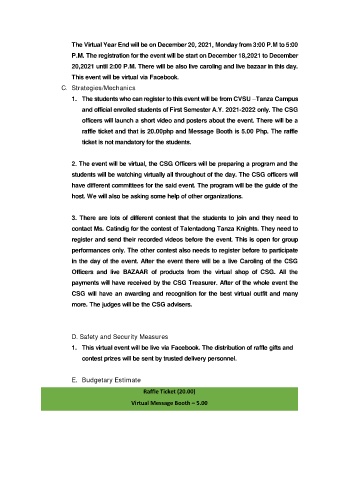 The Virtual Year End will be on December 20, 2021, Monday from 3:00 P.M to 5:00
P.M. The registration for the event will be start on December 18,2021 to December
20,2021 until 2:00 P.M. There will be also live caroling and live bazaar in this day.
This event will be virtual via Facebook.
C. Strategies/Mechanics
1. The students who can register to this event will be from CVSU –Tanza Campus
and official enrolled students of First Semester A.Y. 2021-2022 only. The CSG
officers will launch a short video and posters about the event. There will be a
raffle ticket and that is 20.00php and Message Booth is 5.00 Php. The raffle
ticket is not mandatory for the students.
2. The event will be virtual, the CSG Officers will be preparing a program and the
students will be watching virtually all throughout of the day. The CSG officers will
have different committees for the said event. The program will be the guide of the
host. We will also be asking some help of other organizations.
3. There are lots of different contest that the students to join and they need to
contact Ms. Catindig for the contest of Talentadong Tanza Knights. They need to
register and send their recorded videos before the event. This is open for group
performances only. The other contest also needs to register before to participate
in the day of the event. After the event there will be a live Caroling of the CSG
Officers and live BAZAAR of products from the virtual shop of CSG. All the
payments will have received by the CSG Treasurer. After of the whole event the
CSG will have an awarding and recognition for the best virtual outfit and many
more. The judges will be the CSG advisers.
D. Safety and Security Measures
1. This virtual event will be live via Facebook. The distribution of raffle gifts and
contest prizes will be sent by trusted delivery personnel.
E. Budgetary Estimate
Raffle Ticket (20.00)
Virtual Message Booth – 5.00